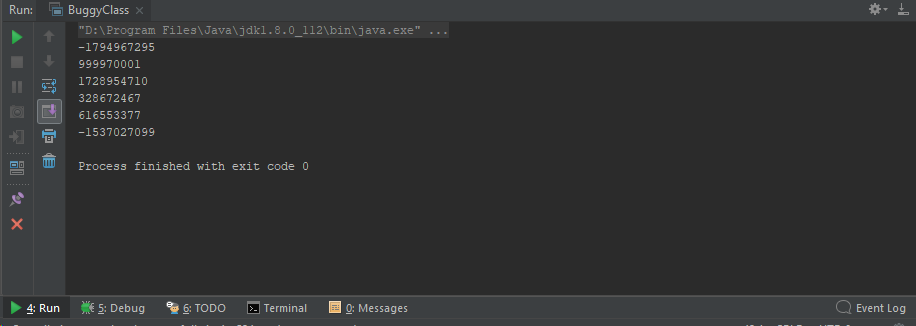 Run: BuggyClass
"D:\Program Files\Java\jdk1.8.0_112\bin\java.exe" ...
-1794967295
999970001
1728954710
328672467
616553377
-1537027099
Process finished with exit code 0
4: Run 5: Debug 6: TODO Terminal 0: Messages Event Log